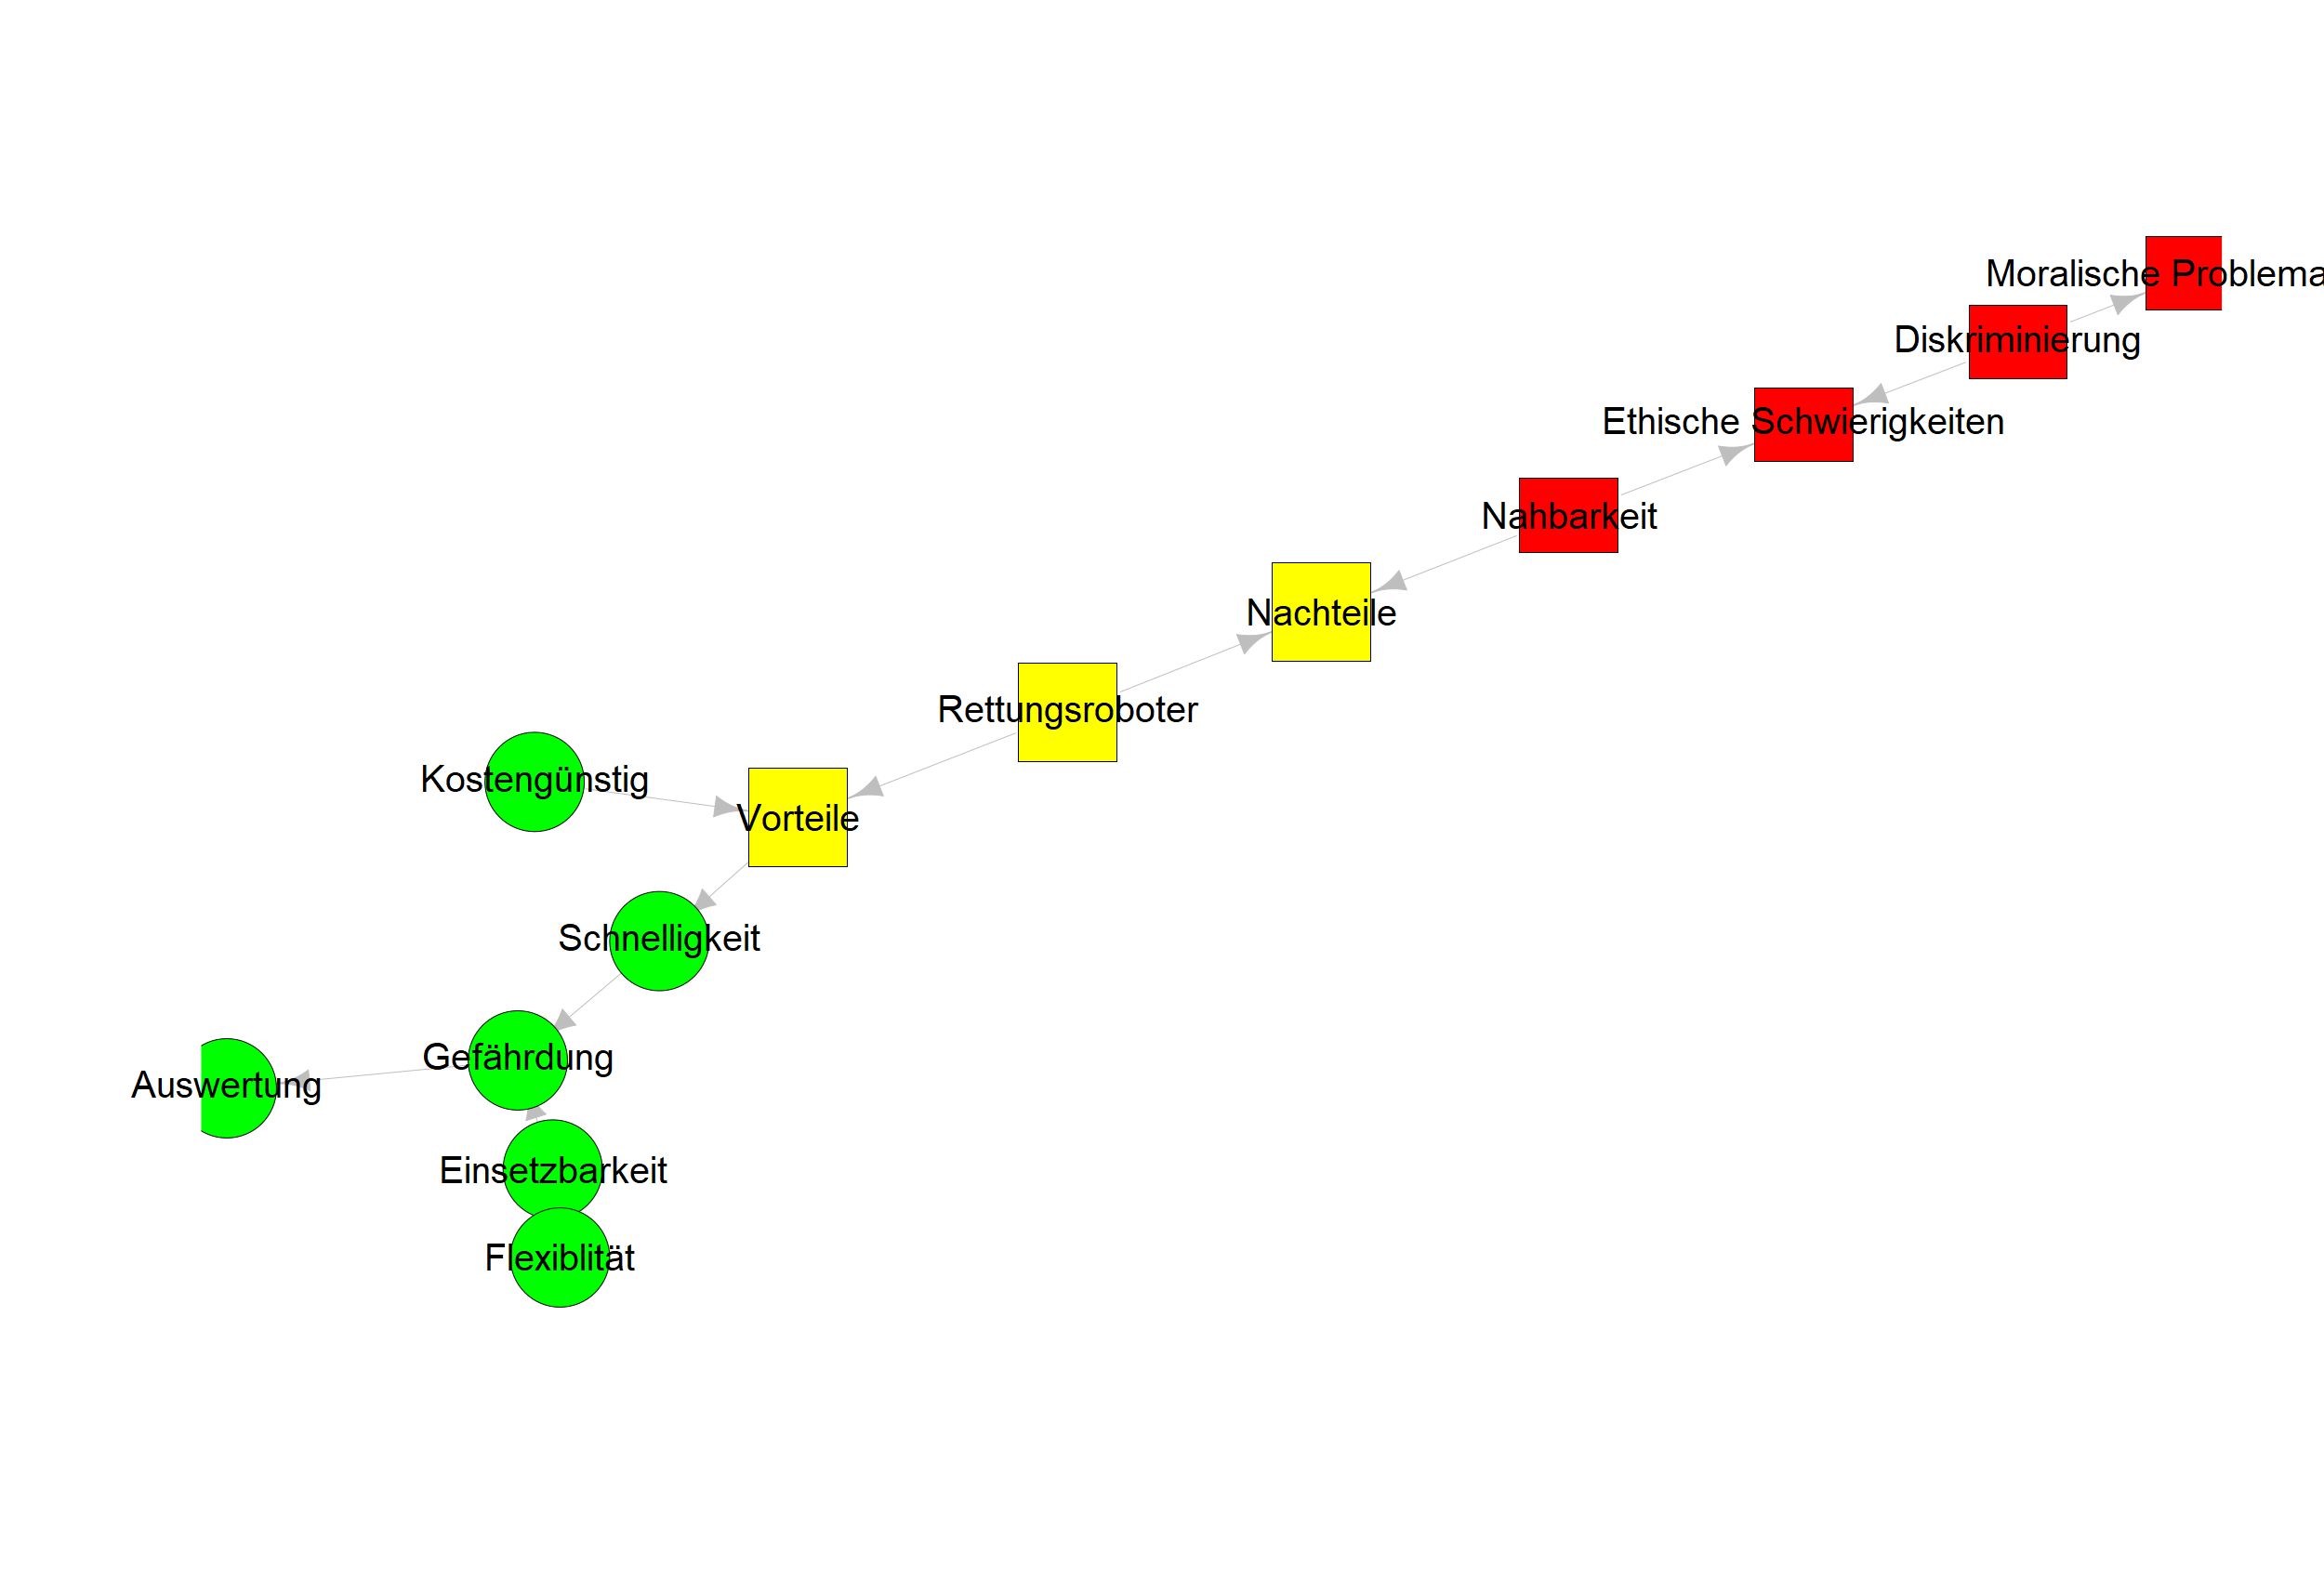 Moralische Problema
Diskriminierung
Ethische Schwierigkeiten
Nahbarkeit
Nachteile
Rettungsroboter
Kostengünstig
Vorteile
Schnelligkeit
Gefährdung
Auswertung
Einsetzbarkeit
Flexiblität